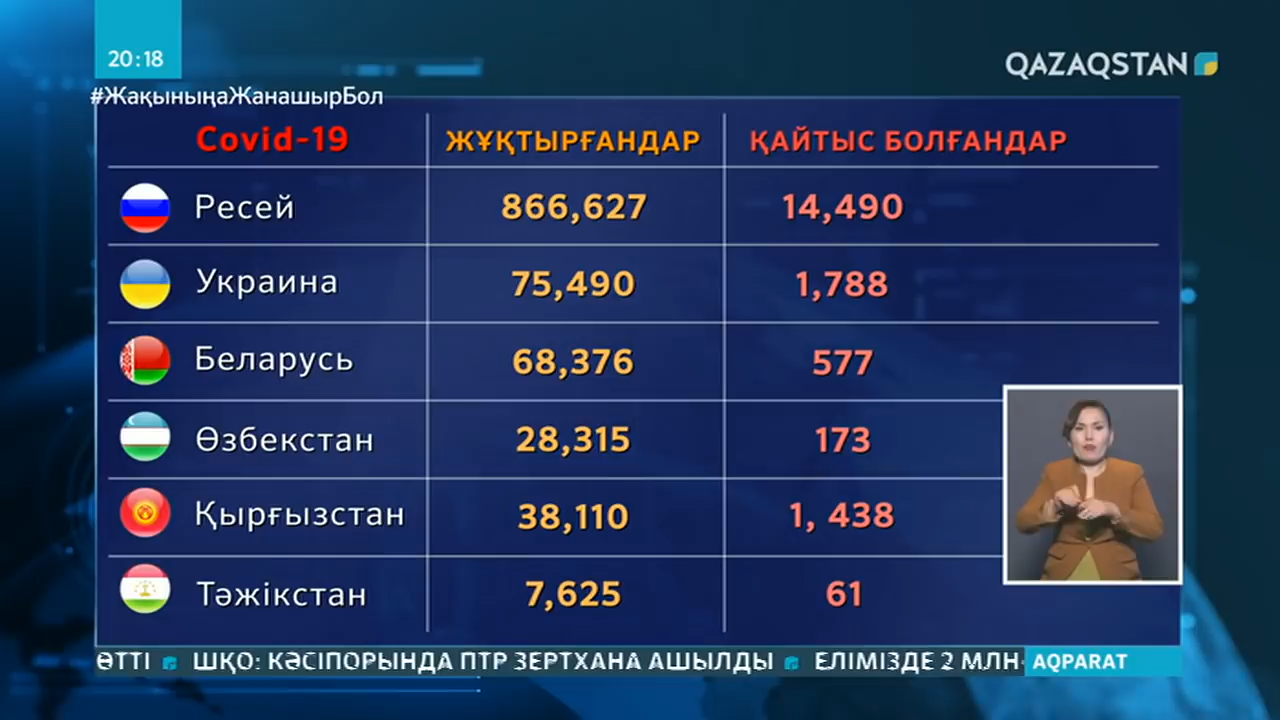 20:18
QAZAQSTAN
#ЖақыныңаЖанашырБол
Covid-19 ЖҰҚТЫРҒАНДАР ҚАЙТЫС БОЛҒАНДАР
Ресей 866,627 14,490
Украина 75,490 1,788
Беларусь 68,376 577
Өзбекстан 28,315 173
Қырғызстан 38,110 1, 438
Тәжікстан 7,625 61
ӨТТІ ШҚО: КӘСІПОРЫНДА ПТР ЗЕРТХАНА АШЫЛДЫ ЕЛІМІЗДЕ 2 МЛН AQPARAT